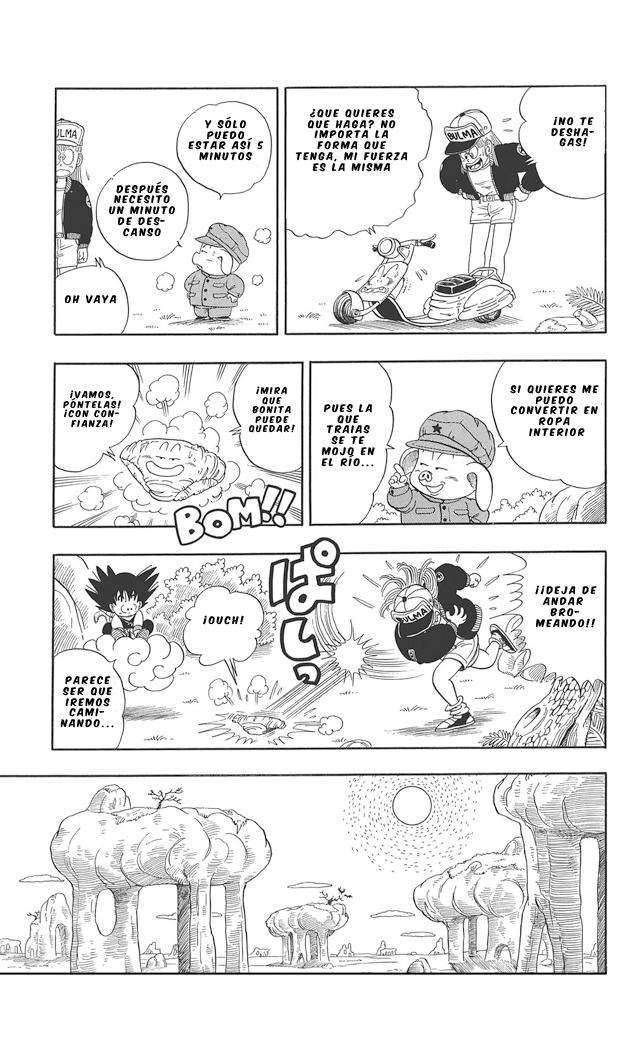 ¡NO TE
DESHA-
GAS!
BULMA
¿QUE QUIERES
QUE HAGA? NO
IMPORTA LA
FORMA QUE
TENGA, MI FUERZA
ES LA MISMA
Y SÓLO
PUEDO
ESTAR ASÍ 5
MINUTOS
BULMA
DESPUÉS
NECESITO
UN MINUTO
DE DES-
CANSO
OH VAYA
SI QUIERES ME
PUEDO
CONVERTIR EN
ROPA
INTERIOR
PUES LA
QUE
TRAIAS
SE TE
MOJO EN
EL RÍO...
¡MIRA
QUE
BONITA
PUEDE
QUEDAR!
¡VAMOS,
PÓNTELAS!
¡CON CON-
FIANZA!
BOM!!
¡¡DEJA DE
ANDAR
BRO-
MEANDO!!
BULMA
ぱしっ
¡OUCH!
PARECE
SER QUE
IREMOS
CAMI-
NANDO...